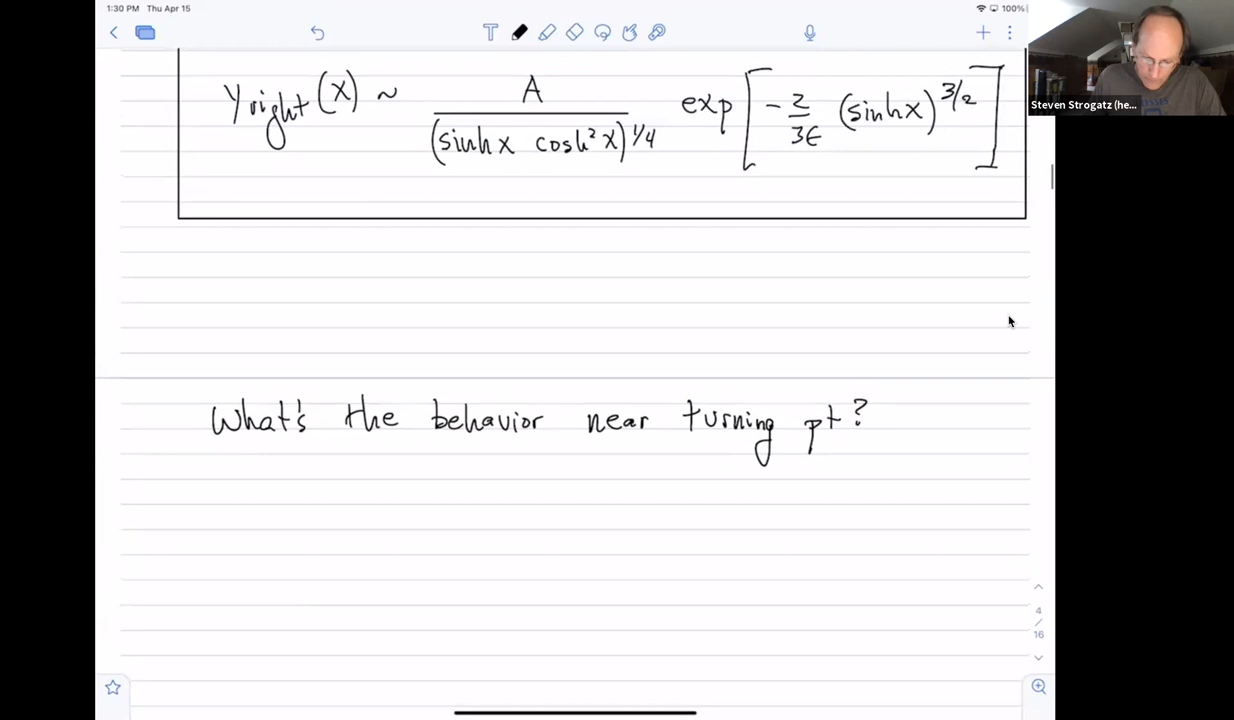 1:30 PM Thu Apr 15
100%
y right (x) ~ A / (sinh x cosh² x)^1/4 exp[- 2/3ϵ (sinh x)^3/2]
Steven Strogatz (he...
What's the behavior near turning pt?
4
/
16